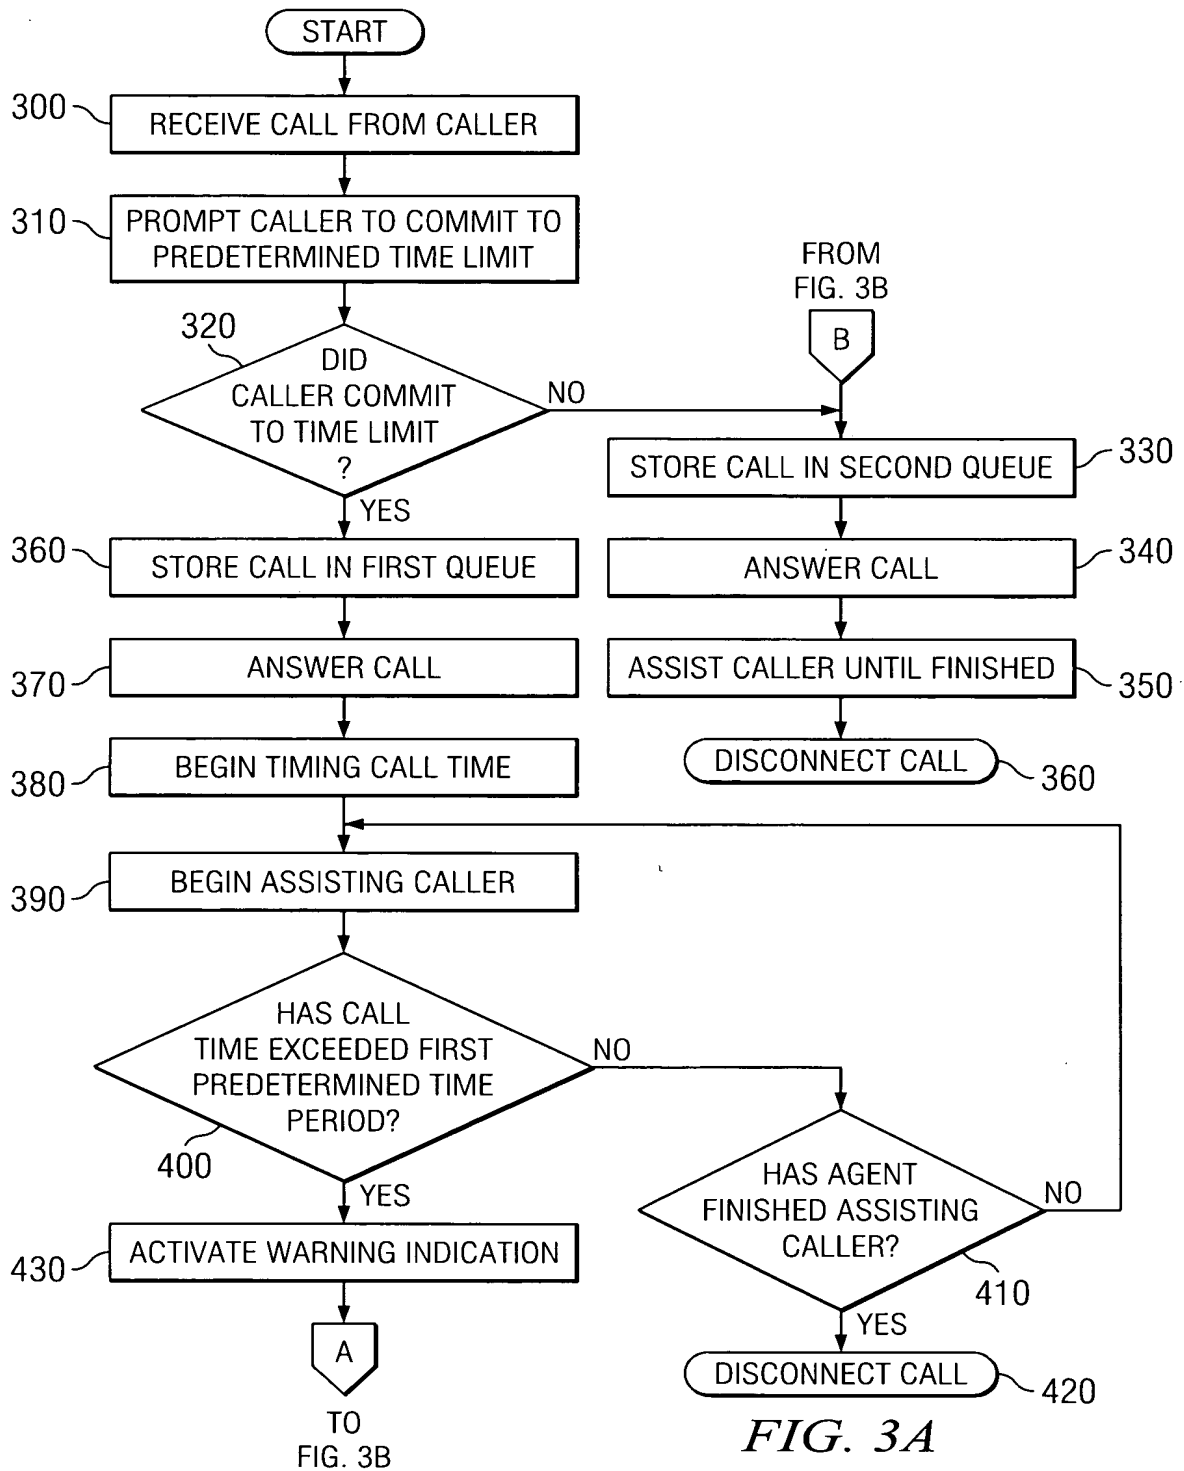 START
300
RECEIVE CALL FROM CALLER
310
PROMPT CALLER TO COMMIT TO
PREDETERMINED TIME LIMIT
320
DID
CALLER COMMIT
TO TIME LIMIT
?
NO
YES
FROM
FIG. 3B
B
STORE CALL IN SECOND QUEUE
330
ANSWER CALL
340
ASSIST CALLER UNTIL FINISHED
350
DISCONNECT CALL
360
360
STORE CALL IN FIRST QUEUE
370
ANSWER CALL
380
BEGIN TIMING CALL TIME
390
BEGIN ASSISTING CALLER
HAS CALL
TIME EXCEEDED FIRST
PREDETERMINED TIME
PERIOD?
400
NO
YES
HAS AGENT
FINISHED ASSISTING
CALLER?
410
NO
YES
DISCONNECT CALL
420
430
ACTIVATE WARNING INDICATION
A
TO
FIG. 3B
FIG. 3A